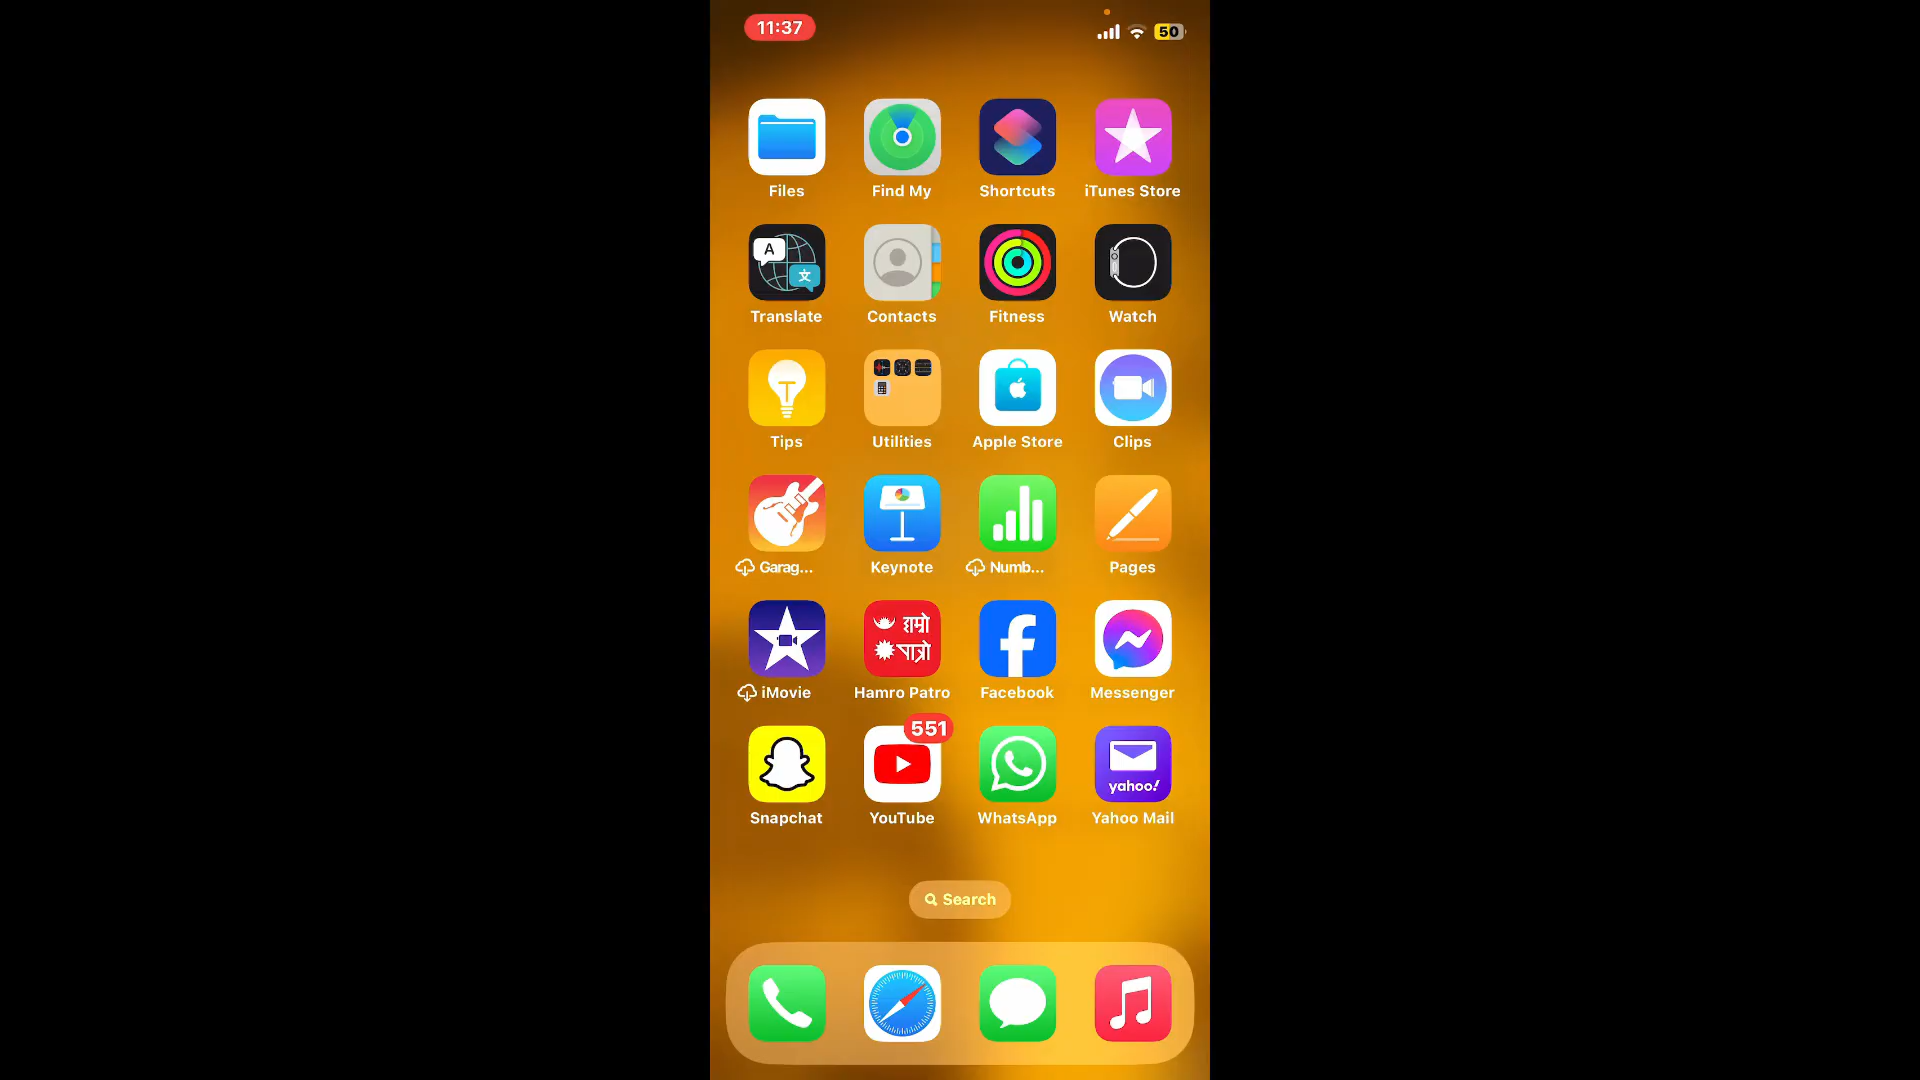 11:37
50
Files
Find My
Shortcuts
iTunes Store
A
文
Translate
Contacts
Fitness
Watch
Tips
Utilities
Apple Store
Clips
Garag...
Keynote
Numb...
Pages
हाम्रो
पात्रो
iMovie
Hamro Patro
Facebook
Messenger
551
yahoo!
Snapchat
YouTube
WhatsApp
Yahoo Mail
Search